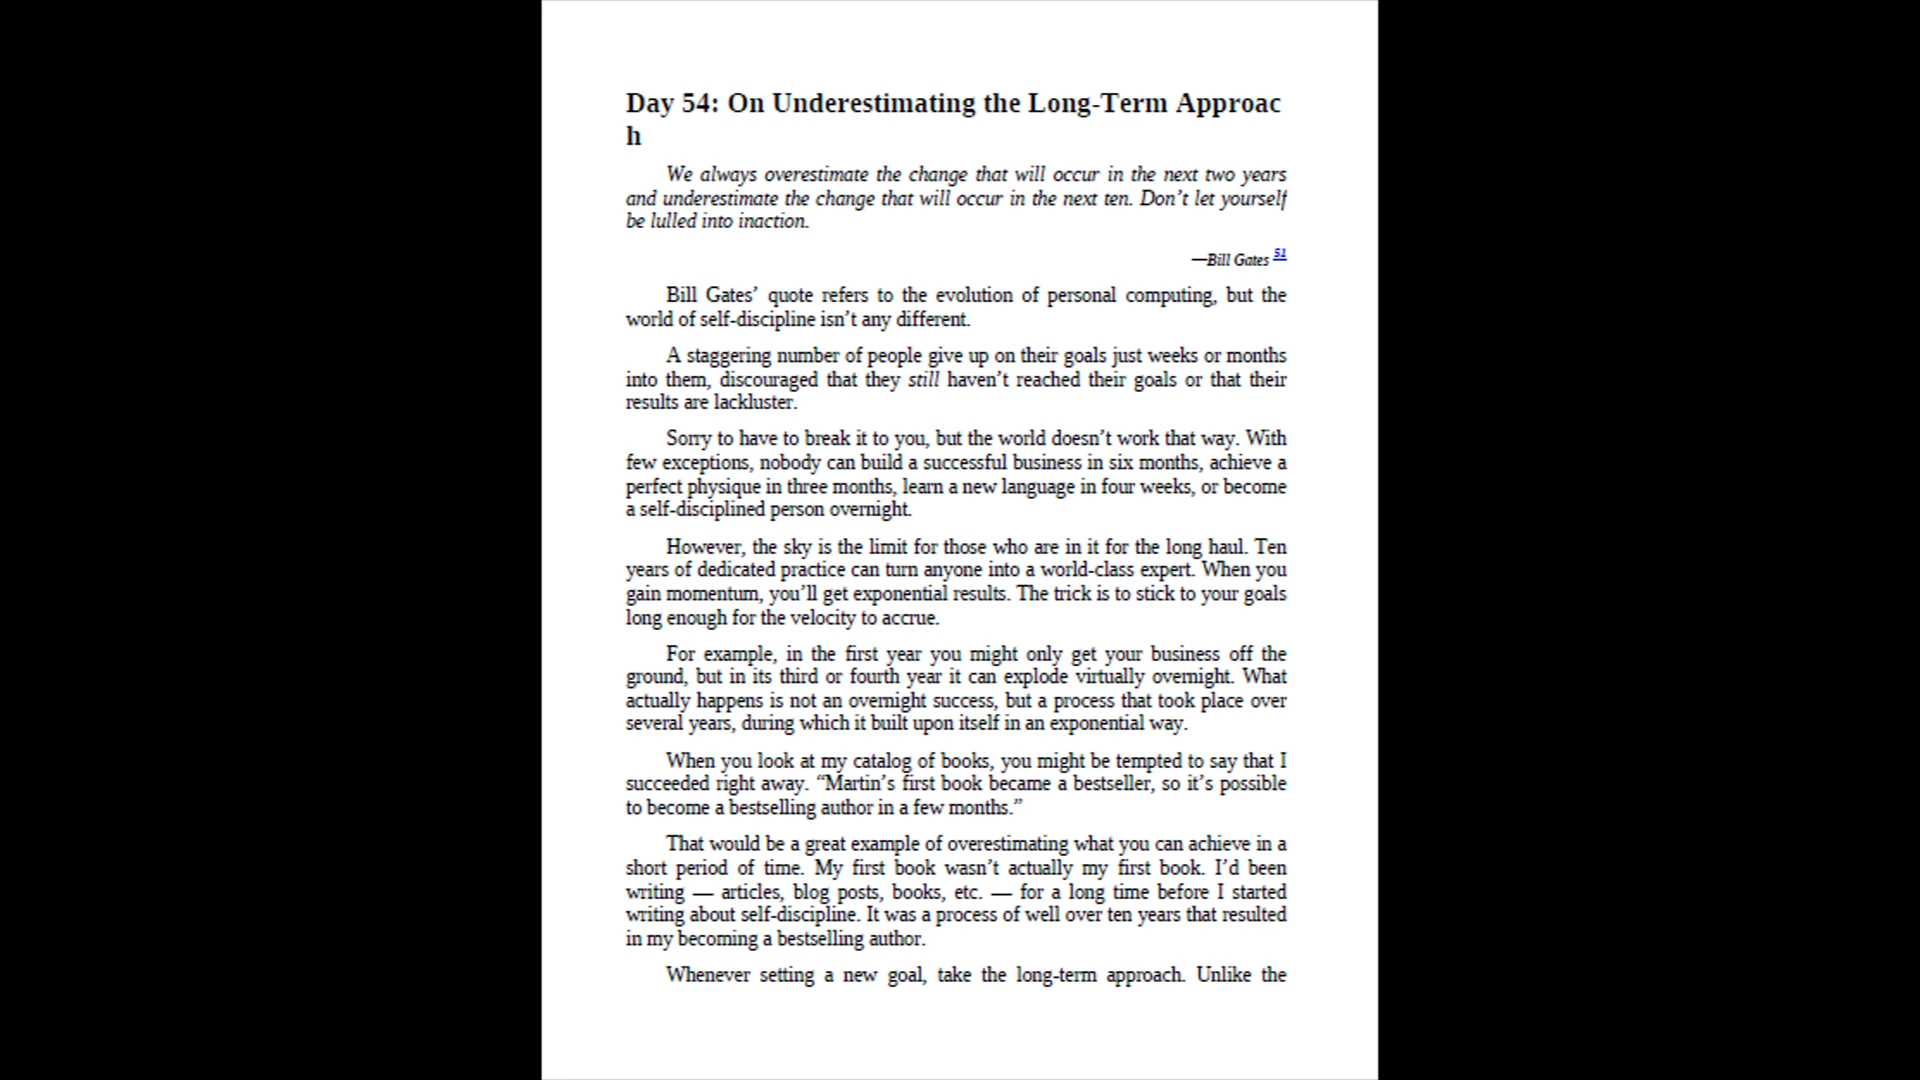 Day 54: On Underestimating the Long-Term Approac
h
We always overestimate the change that will occur in the next two years
and underestimate the change that will occur in the next ten. Don’t let yourself
be lulled into inaction.
—Bill Gates 51
Bill Gates’ quote refers to the evolution of personal computing, but the
world of self-discipline isn’t any different.
A staggering number of people give up on their goals just weeks or months
into them, discouraged that they still haven’t reached their goals or that their
results are lackluster.
Sorry to have to break it to you, but the world doesn’t work that way. With
few exceptions, nobody can build a successful business in six months, achieve a
perfect physique in three months, learn a new language in four weeks, or become
a self-disciplined person overnight.
However, the sky is the limit for those who are in it for the long haul. Ten
years of dedicated practice can turn anyone into a world-class expert. When you
gain momentum, you’ll get exponential results. The trick is to stick to your goals
long enough for the velocity to accrue.
For example, in the first year you might only get your business off the
ground, but in its third or fourth year it can explode virtually overnight. What
actually happens is not an overnight success, but a process that took place over
several years, during which it built upon itself in an exponential way.
When you look at my catalog of books, you might be tempted to say that I
succeeded right away. “Martin’s first book became a bestseller, so it’s possible
to become a bestselling author in a few months.”
That would be a great example of overestimating what you can achieve in a
short period of time. My first book wasn’t actually my first book. I’d been
writing — articles, blog posts, books, etc. — for a long time before I started
writing about self-discipline. It was a process of well over ten years that resulted
in my becoming a bestselling author.
Whenever setting a new goal, take the long-term approach. Unlike the